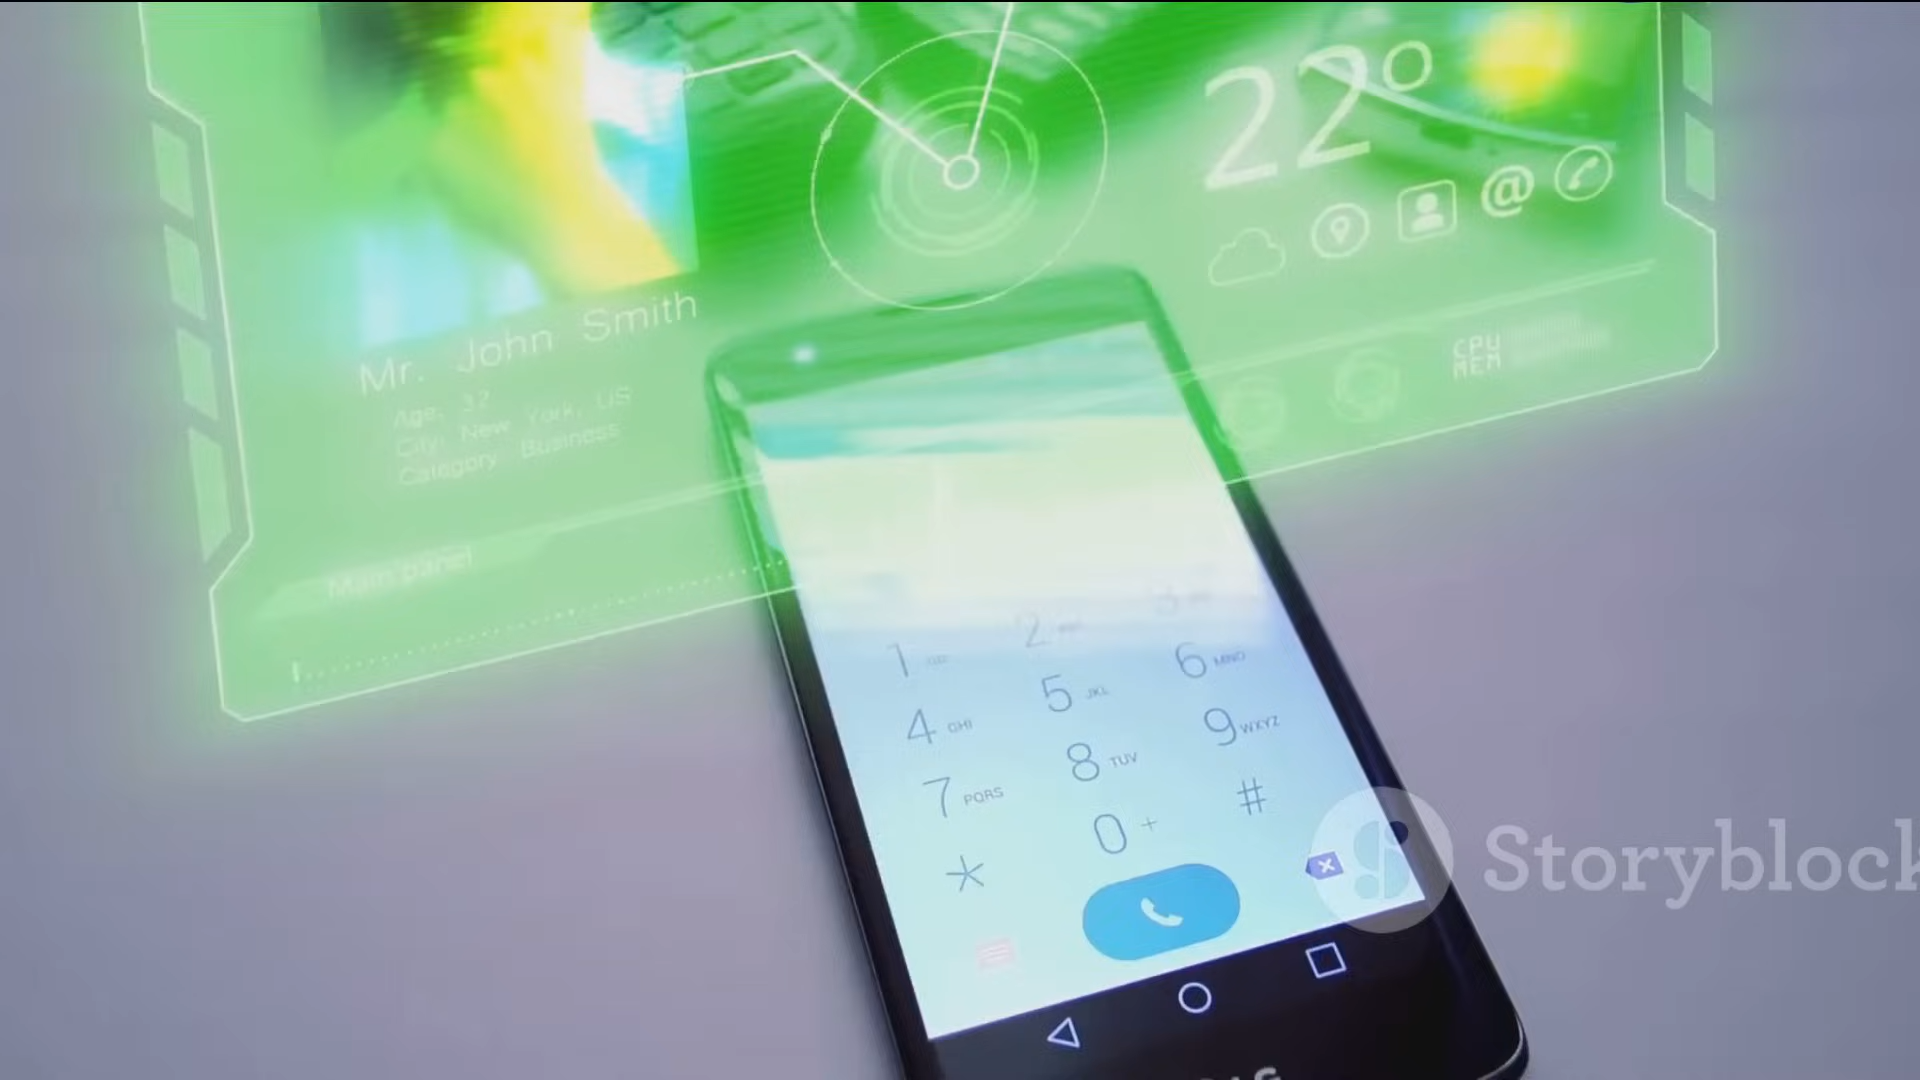 22°
@
Mr. John Smith
Age: 32
City: New York, US
Category: Business
CPU
MEM
Main panel
1
2
3
4 GHI
5 JKL
6 MNO
7 PQRS
8 TUV
9 WXYZ
*
0 +
#
Storyblock
LG